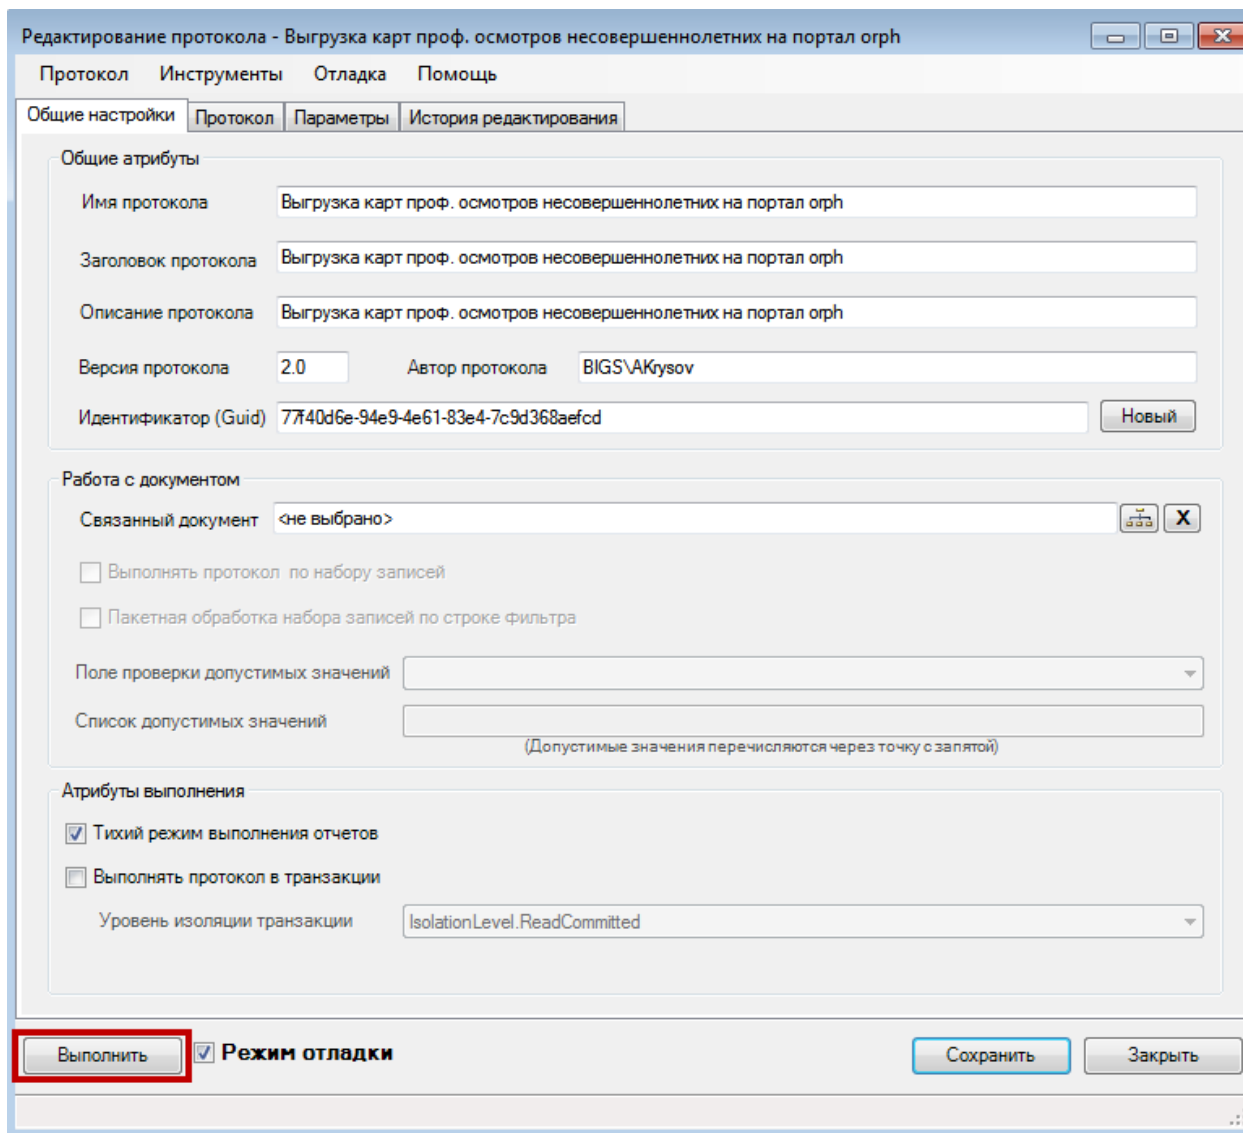 Редактирование протокола - Выгрузка карт проф. осмотров несовершеннолетних на портал orph
Протокол Инструменты Отладка Помощь
Общие настройки Протокол Параметры История редактирования
Общие атрибуты
Имя протокола Выгрузка карт проф. осмотров несовершеннолетних на портал orph
Заголовок протокола Выгрузка карт проф. осмотров несовершеннолетних на портал orph
Описание протокола Выгрузка карт проф. осмотров несовершеннолетних на портал orph
Версия протокола 2.0 Автор протокола BIGS\AKrysov
Идентификатор (Guid) 77f40d6e-94e9-4e61-83e4-7c9d368aefcd Новый
Работа с документом
Связанный документ <не выбрано> X
Выполнять протокол по набору записей
Пакетная обработка набора записей по строке фильтра
Поле проверки допустимых значений
Список допустимых значений
(Допустимые значения перечисляются через точку с запятой)
Атрибуты выполнения
Тихий режим выполнения отчетов
Выполнять протокол в транзакции
Уровень изоляции транзакции IsolationLevel.ReadCommitted
Выполнить Режим отладки Сохранить Закрыть